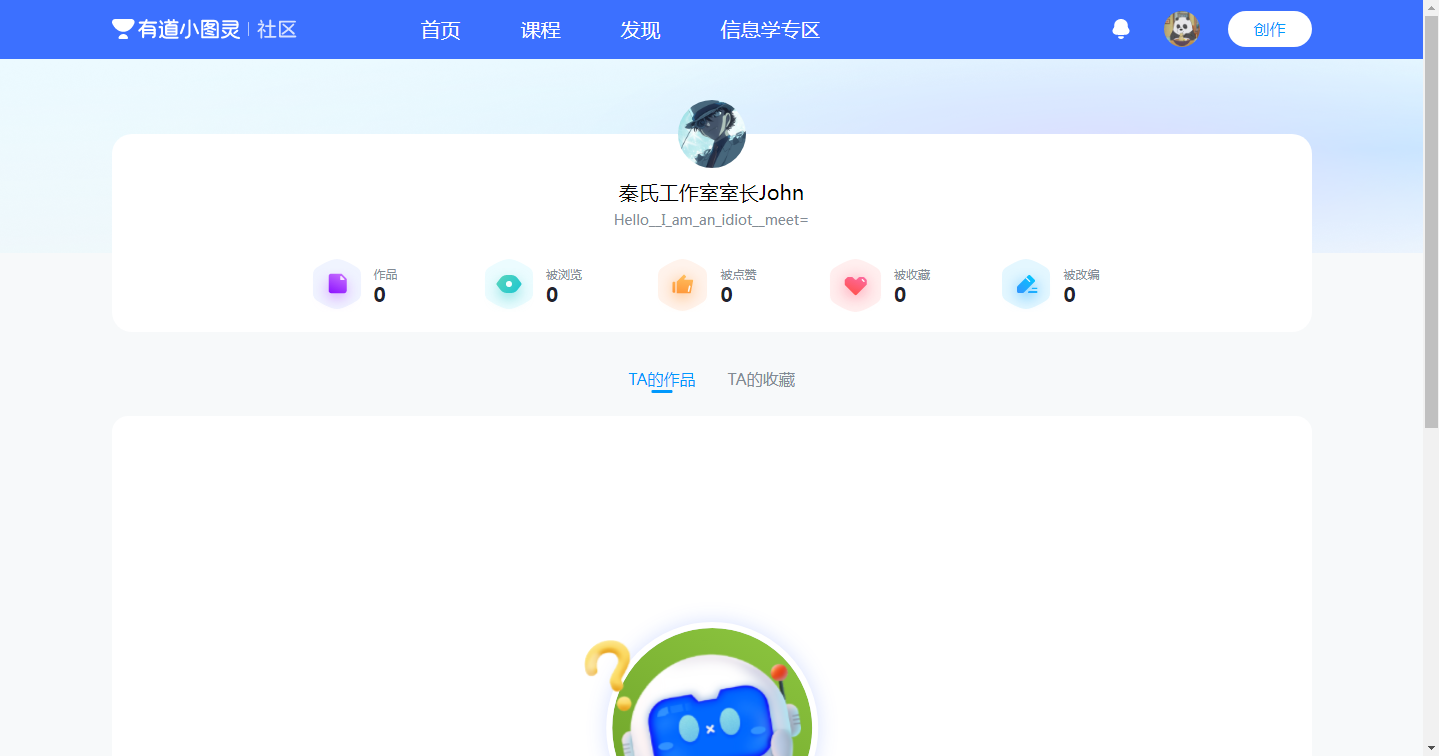 有道小图灵 | 社区 首页 课程 发现 信息学专区 创作
秦氏工作室室长John
Hello__I_am_an_idiot__meet=
作品 被浏览 被点赞 被收藏 被改编
0 0 0 0 0
TA的作品 TA的收藏